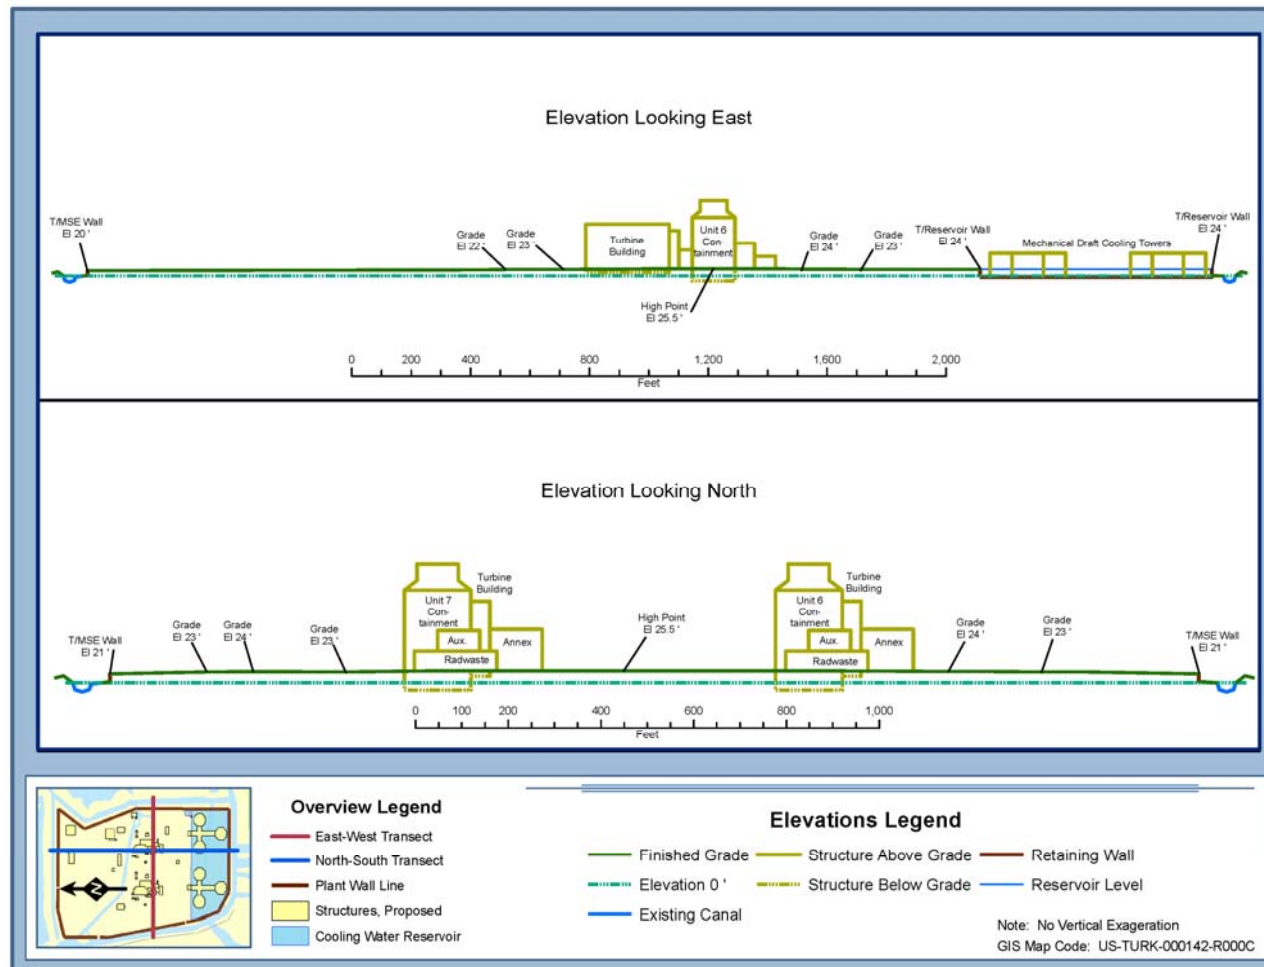 Elevation Looking East
T/MSE Wall
El 20 '
Grade
El 22 '
Grade
El 23 '
Turbine
Building
Unit 6
Con-
tainment
Grade
El 24 '
Grade
El 23 '
T/Reservoir Wall
El 24 '
Mechanical Draft Cooling Towers
T/Reservoir Wall
El 24 '
High Point
El 25.5 '
0 200 400 800 1,200 1,600 2,000
Feet
Elevation Looking North
T/MSE Wall
El 21 '
Grade
El 23 '
Grade
El 24 '
Grade
El 23 '
Unit 7
Con-
tainment
Turbine
Building
Aux.
Annex
Radwaste
High Point
El 25.5 '
Unit 6
Con-
tainment
Turbine
Building
Aux.
Annex
Radwaste
Grade
El 24 '
Grade
El 23 '
T/MSE Wall
El 21 '
0 100 200 400 600 800 1,000
Feet
N
Overview Legend
East-West Transect
North-South Transect
Plant Wall Line
Structures, Proposed
Cooling Water Reservoir
Elevations Legend
Finished Grade
Structure Above Grade
Retaining Wall
Elevation 0 '
Structure Below Grade
Reservoir Level
Existing Canal
Note: No Vertical Exageration
GIS Map Code: US-TURK-000142-R000C